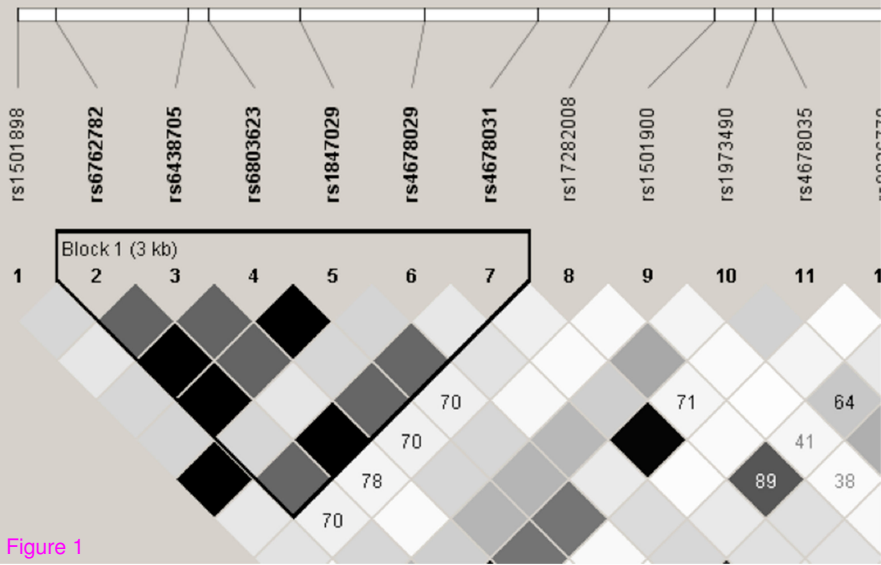 rs1501898
rs6762782
rs6438705
rs6803623
rs1847029
rs4678029
rs4678031
rs17282008
rs1501900
rs1973490
rs4678035
Block 1 (3 kb)
1 2 3 4 5 6 7 8 9 10 11 1
70 71 64
70 41
78 89 38
70
Figure 1